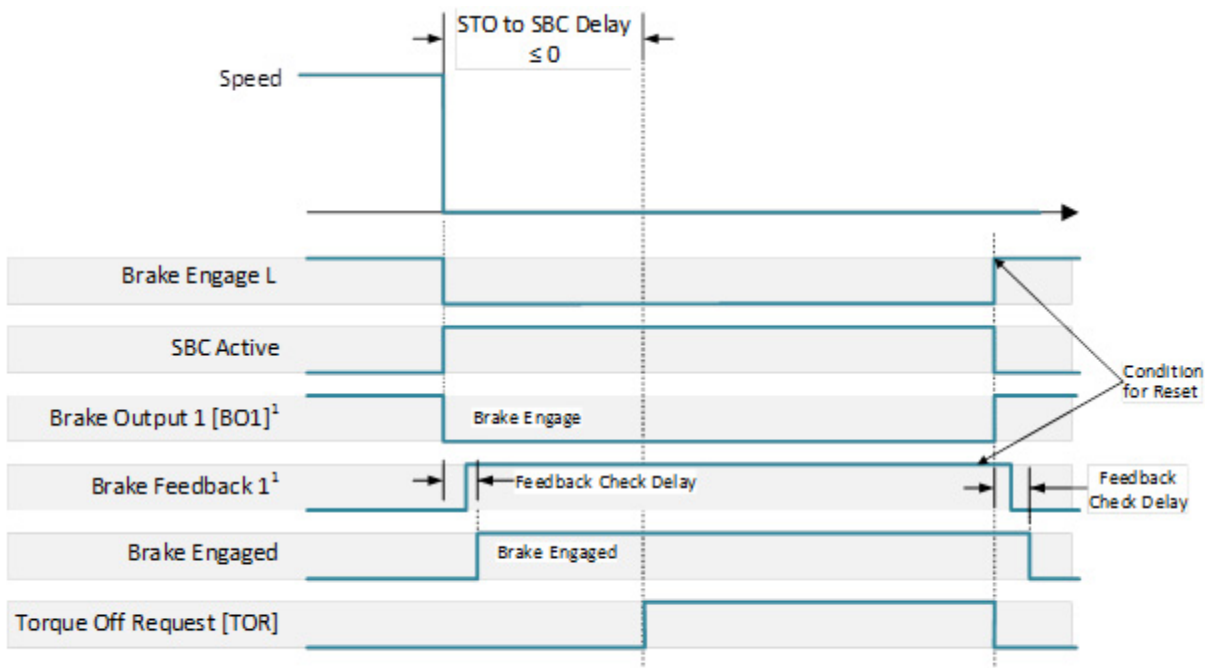 STO to SBC Delay
≤ 0
Speed
Brake Engage L
SBC Active
Condition
for Reset
Brake Output 1 [BO1]¹
Brake Engage
Brake Feedback 1¹
Feedback Check Delay
Feedback
Check Delay
Brake Engaged
Brake Engaged
Torque Off Request [TOR]